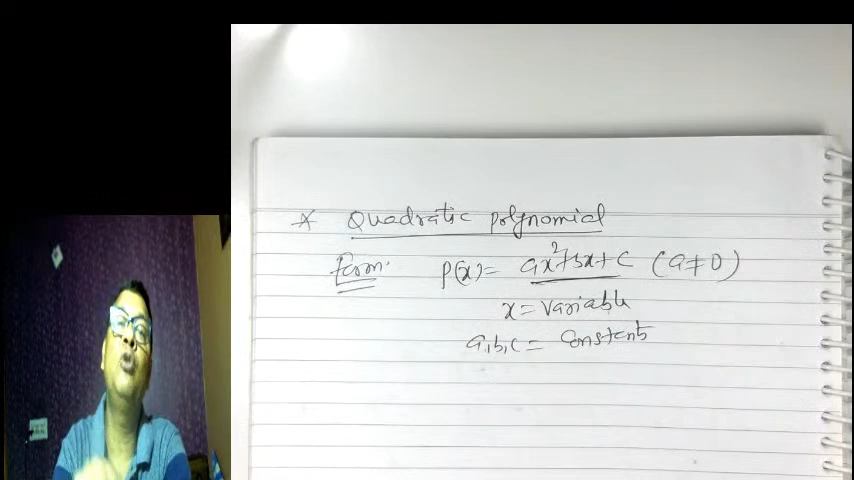 * Quadratic polynomial
Form. P(x) = ax²+bx+c (a≠0)
x = variable
a,b,c = constants